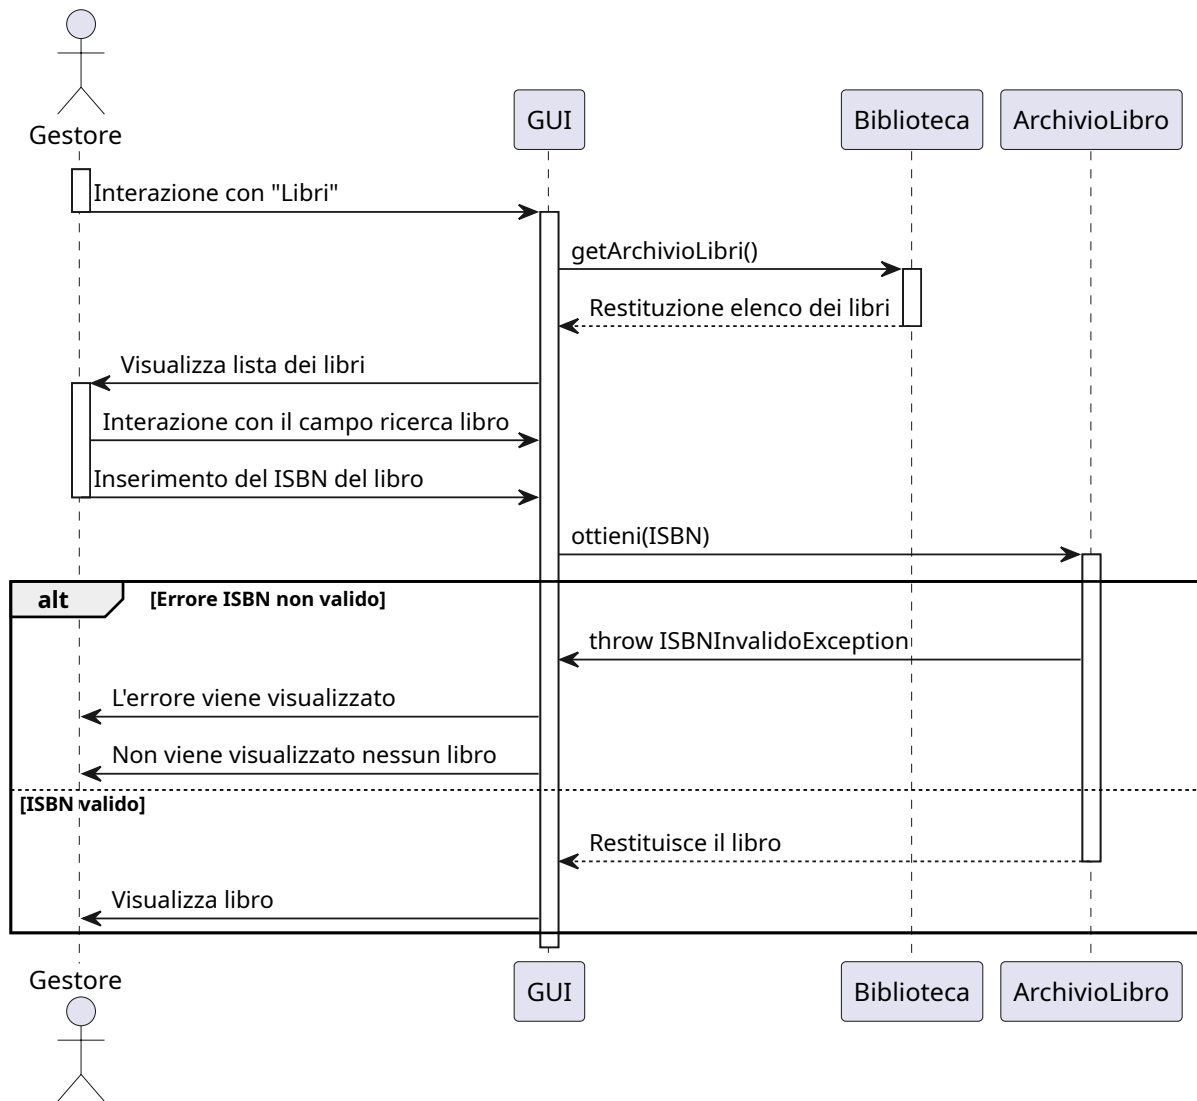 Gestore
GUI
Biblioteca
ArchivioLibro
Interazione con "Libri"
getArchivioLibri()
Restituzione elenco dei libri
Visualizza lista dei libri
Interazione con il campo ricerca libro
Inserimento del ISBN del libro
ottieni(ISBN)
alt
[Errore ISBN non valido]
throw ISBNInvalidoException
L'errore viene visualizzato
Non viene visualizzato nessun libro
[ISBN valido]
Restituisce il libro
Visualizza libro
Gestore
GUI
Biblioteca
ArchivioLibro